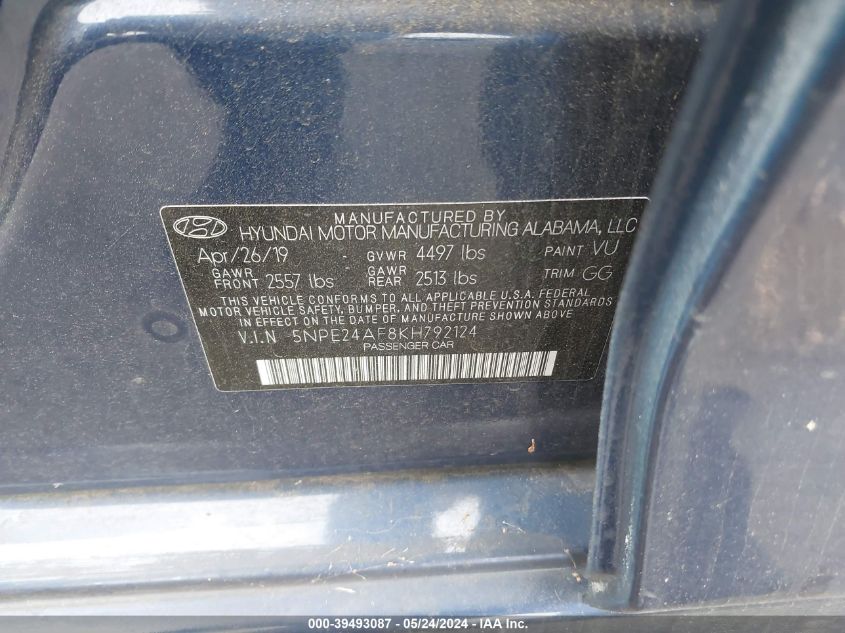 MANUFACTURED BY
HYUNDAI MOTOR MANUFACTURING ALABAMA, LLC
Apr/26/19 GVWR 4497 lbs PAINT VU
GAWR FRONT 2557 lbs GAWR REAR 2513 lbs TRIM GG
THIS VEHICLE CONFORMS TO ALL APPLICABLE U.S.A. FEDERAL
MOTOR VEHICLE SAFETY, BUMPER, AND THEFT PREVENTION STANDARDS
IN EFFECT ON THE DATE OF MANUFACTURE SHOWN ABOVE
V.I.N 5NPE24AF8KH792124
PASSENGER CAR
000-39493087 - 05/24/2024 - IAA Inc.